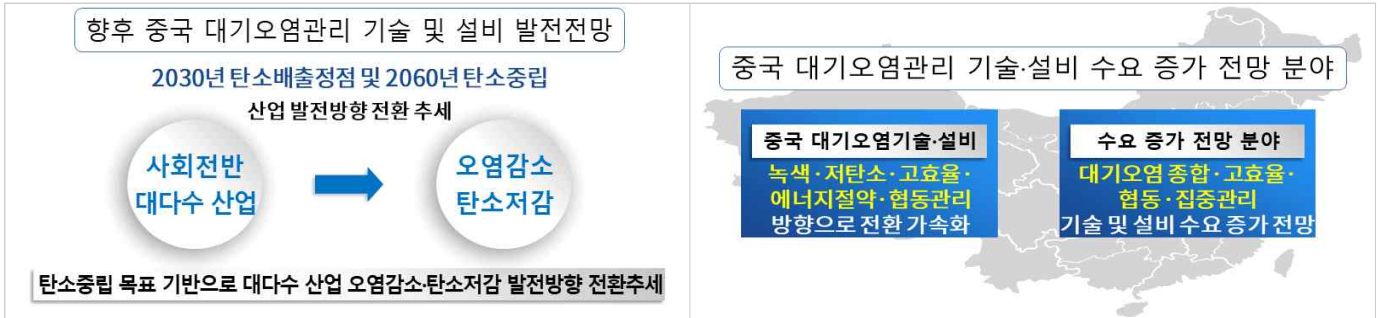 향후 중국 대기오염관리 기술 및 설비 발전전망
2030년 탄소배출정점 및 2060년 탄소중립
산업 발전방향 전환 추세
사회전반
대다수 산업
오염감소
탄소저감
탄소중립 목표 기반으로 대다수 산업 오염감소·탄소저감 발전방향 전환추세
중국 대기오염관리 기술·설비 수요 증가 전망 분야
중국 대기오염기술·설비
녹색·저탄소·고효율·
에너지절약·협동관리
방향으로 전환 가속화
수요 증가 전망 분야
대기오염 종합·고효율·
협동·집중관리
기술 및 설비 수요 증가 전망